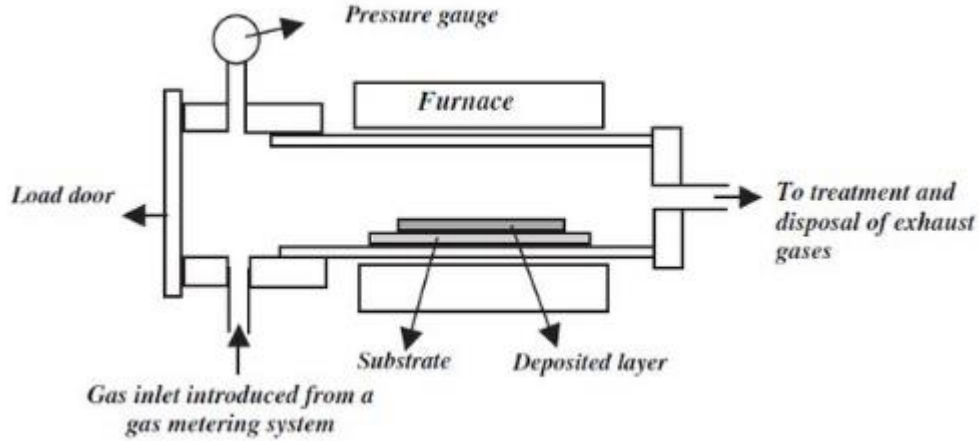 Pressure gauge
Furnace
Load door
To treatment and
disposal of exhaust
gases
Substrate
Deposited layer
Gas inlet introduced from a
gas metering system